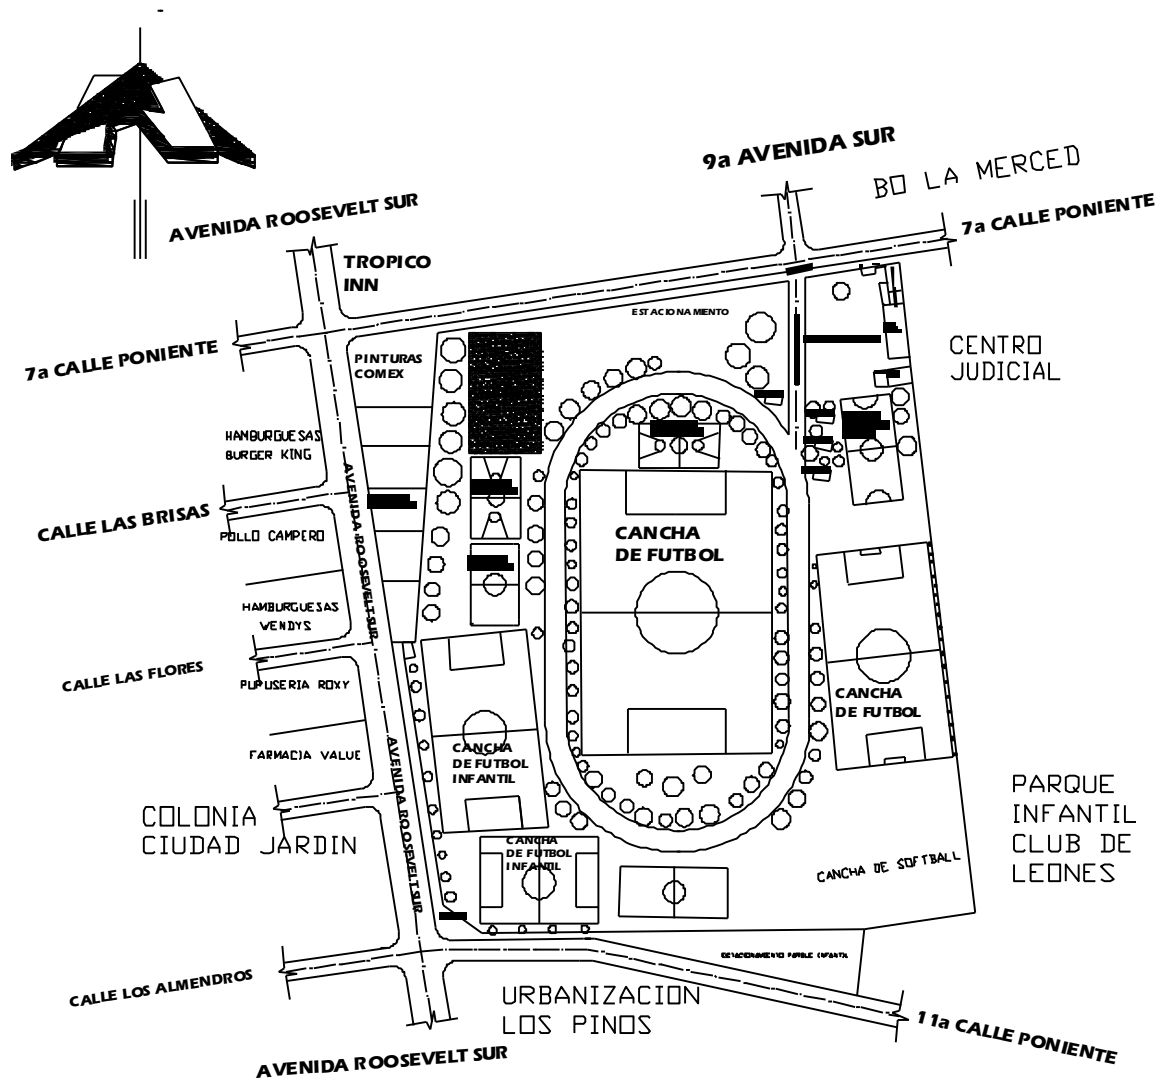 9a AVENIDA SUR
BO LA MERCED
7a CALLE PONIENTE
AVENIDA ROOSEVELT SUR
TROPICO
INN
ESTACIONAMIENTO
7a CALLE PONIENTE
PINTURAS
COMEX
CENTRO
JUDICIAL
HAMBURGUESAS
BURGER KING
AVENIDA ROOSEVELT SUR
CALLE LAS BRISAS
POLLO CAMPERO
CANCHA
DE FUTBOL
HAMBURGUESAS
WENDYS
CALLE LAS FLORES
PUPUSERIA ROXY
CANCHA
DE FUTBOL
FARMACIA VALUE
CANCHA
DE FUTBOL
INFANTIL
AVENIDA ROOSEVELT SUR
COLONIA
CIUDAD JARDIN
PARQUE
INFANTIL
CLUB DE
LEONES
CANCHA
DE FUTBOL
INFANTIL
CANCHA DE SOFTBALL
ESTACIONAMIENTO PARQUE INFANTIL
CALLE LOS ALMENDROS
URBANIZACION
LOS PINOS
11a CALLE PONIENTE
AVENIDA ROOSEVELT SUR